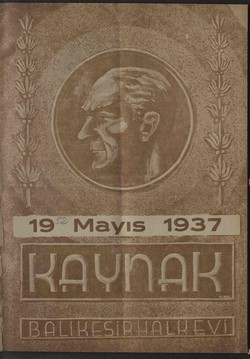 19 Mayıs 1937
KAYNAK
BALIKESİR HALKEVİ